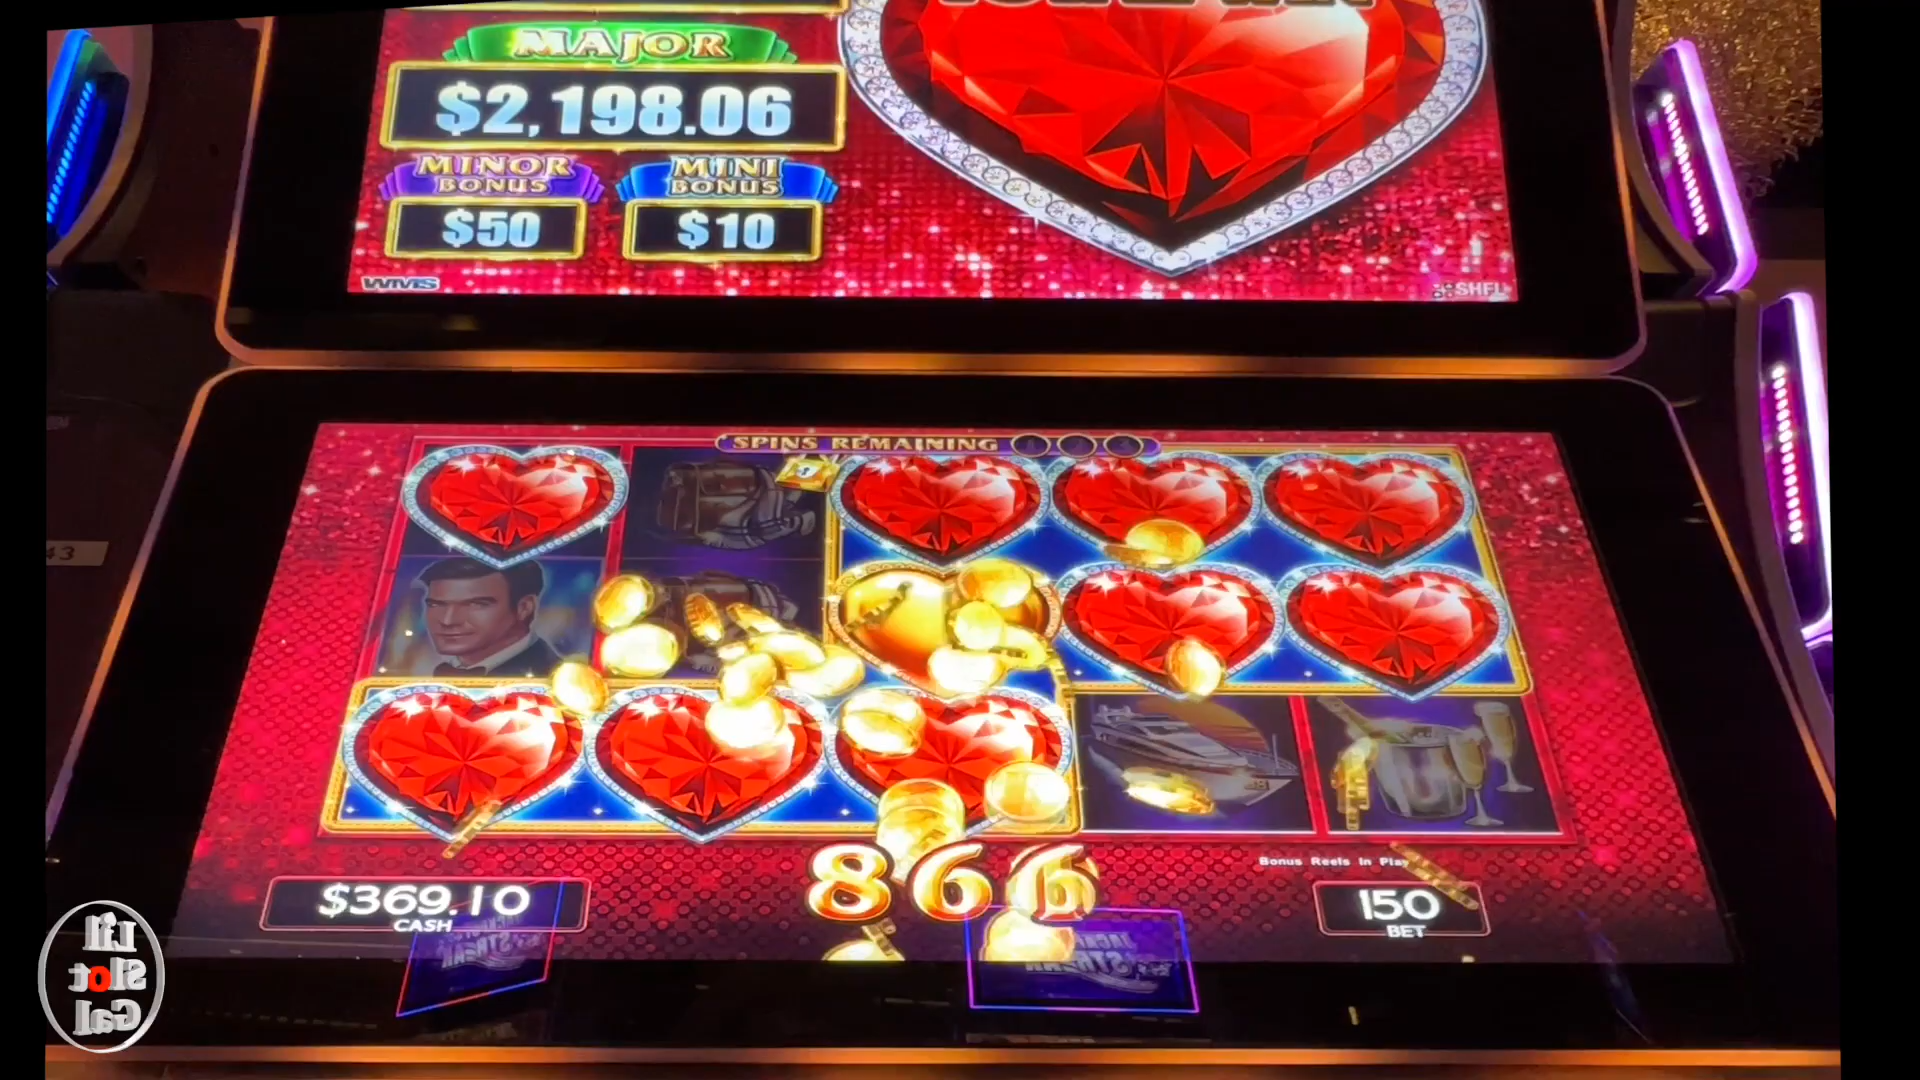 MAJOR
$2,198.06
MINOR
BONUS
$50
MINI
BONUS
$10
WMS
SHFL
SPINS REMAINING
43
Bonus Reels In Play
$369.10
CASH
866
150
BET
Lil
Slot
Gal